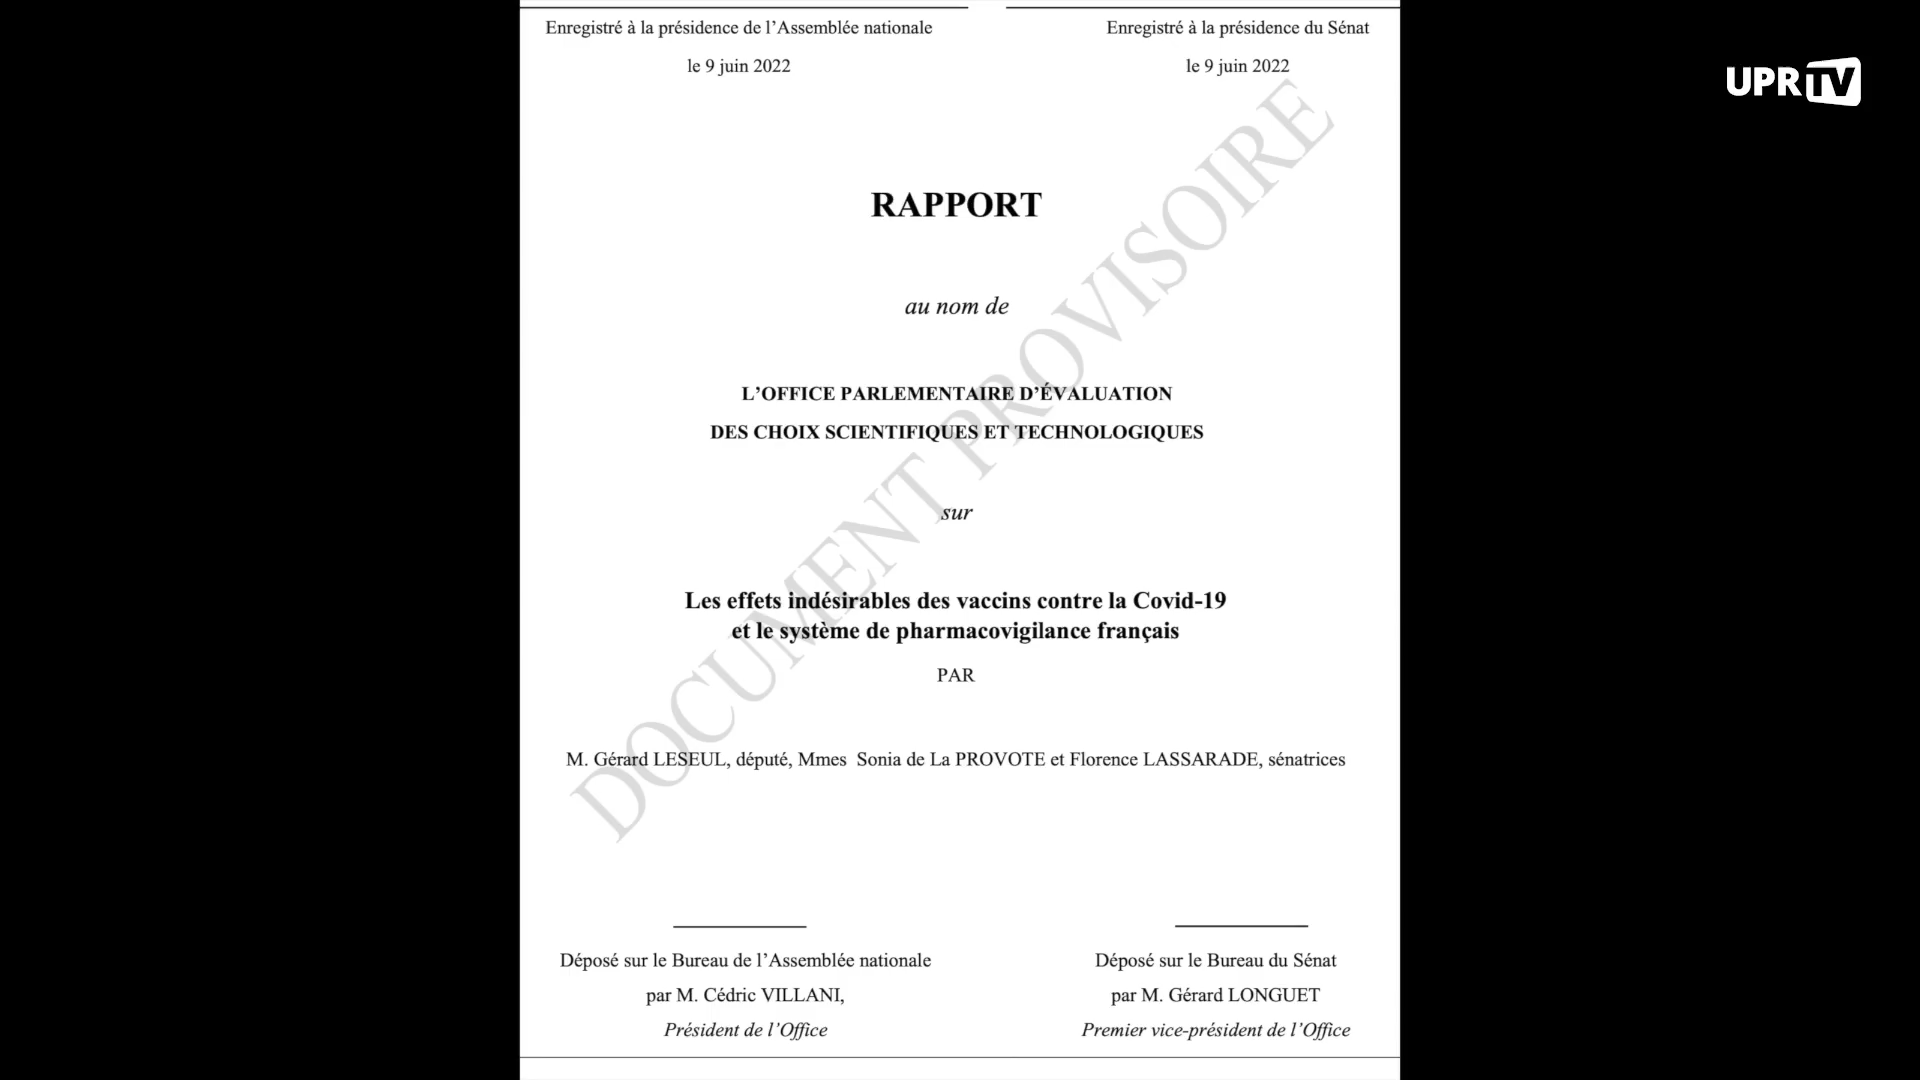 Enregistré à la présidence de l’Assemblée nationale
le 9 juin 2022
Enregistré à la présidence du Sénat
le 9 juin 2022
UPR TV
RAPPORT
au nom de
L’OFFICE PARLEMENTAIRE D’ÉVALUATION
DES CHOIX SCIENTIFIQUES ET TECHNOLOGIQUES
sur
Les effets indésirables des vaccins contre la Covid-19
et le système de pharmacovigilance français
PAR
M. Gérard LESEUL, député, Mmes Sonia de La PROVOTE et Florence LASSARADE, sénatrices
DOCUMENT PROVISOIRE
Déposé sur le Bureau de l’Assemblée nationale
par M. Cédric VILLANI,
Président de l’Office
Déposé sur le Bureau du Sénat
par M. Gérard LONGUET
Premier vice-président de l’Office